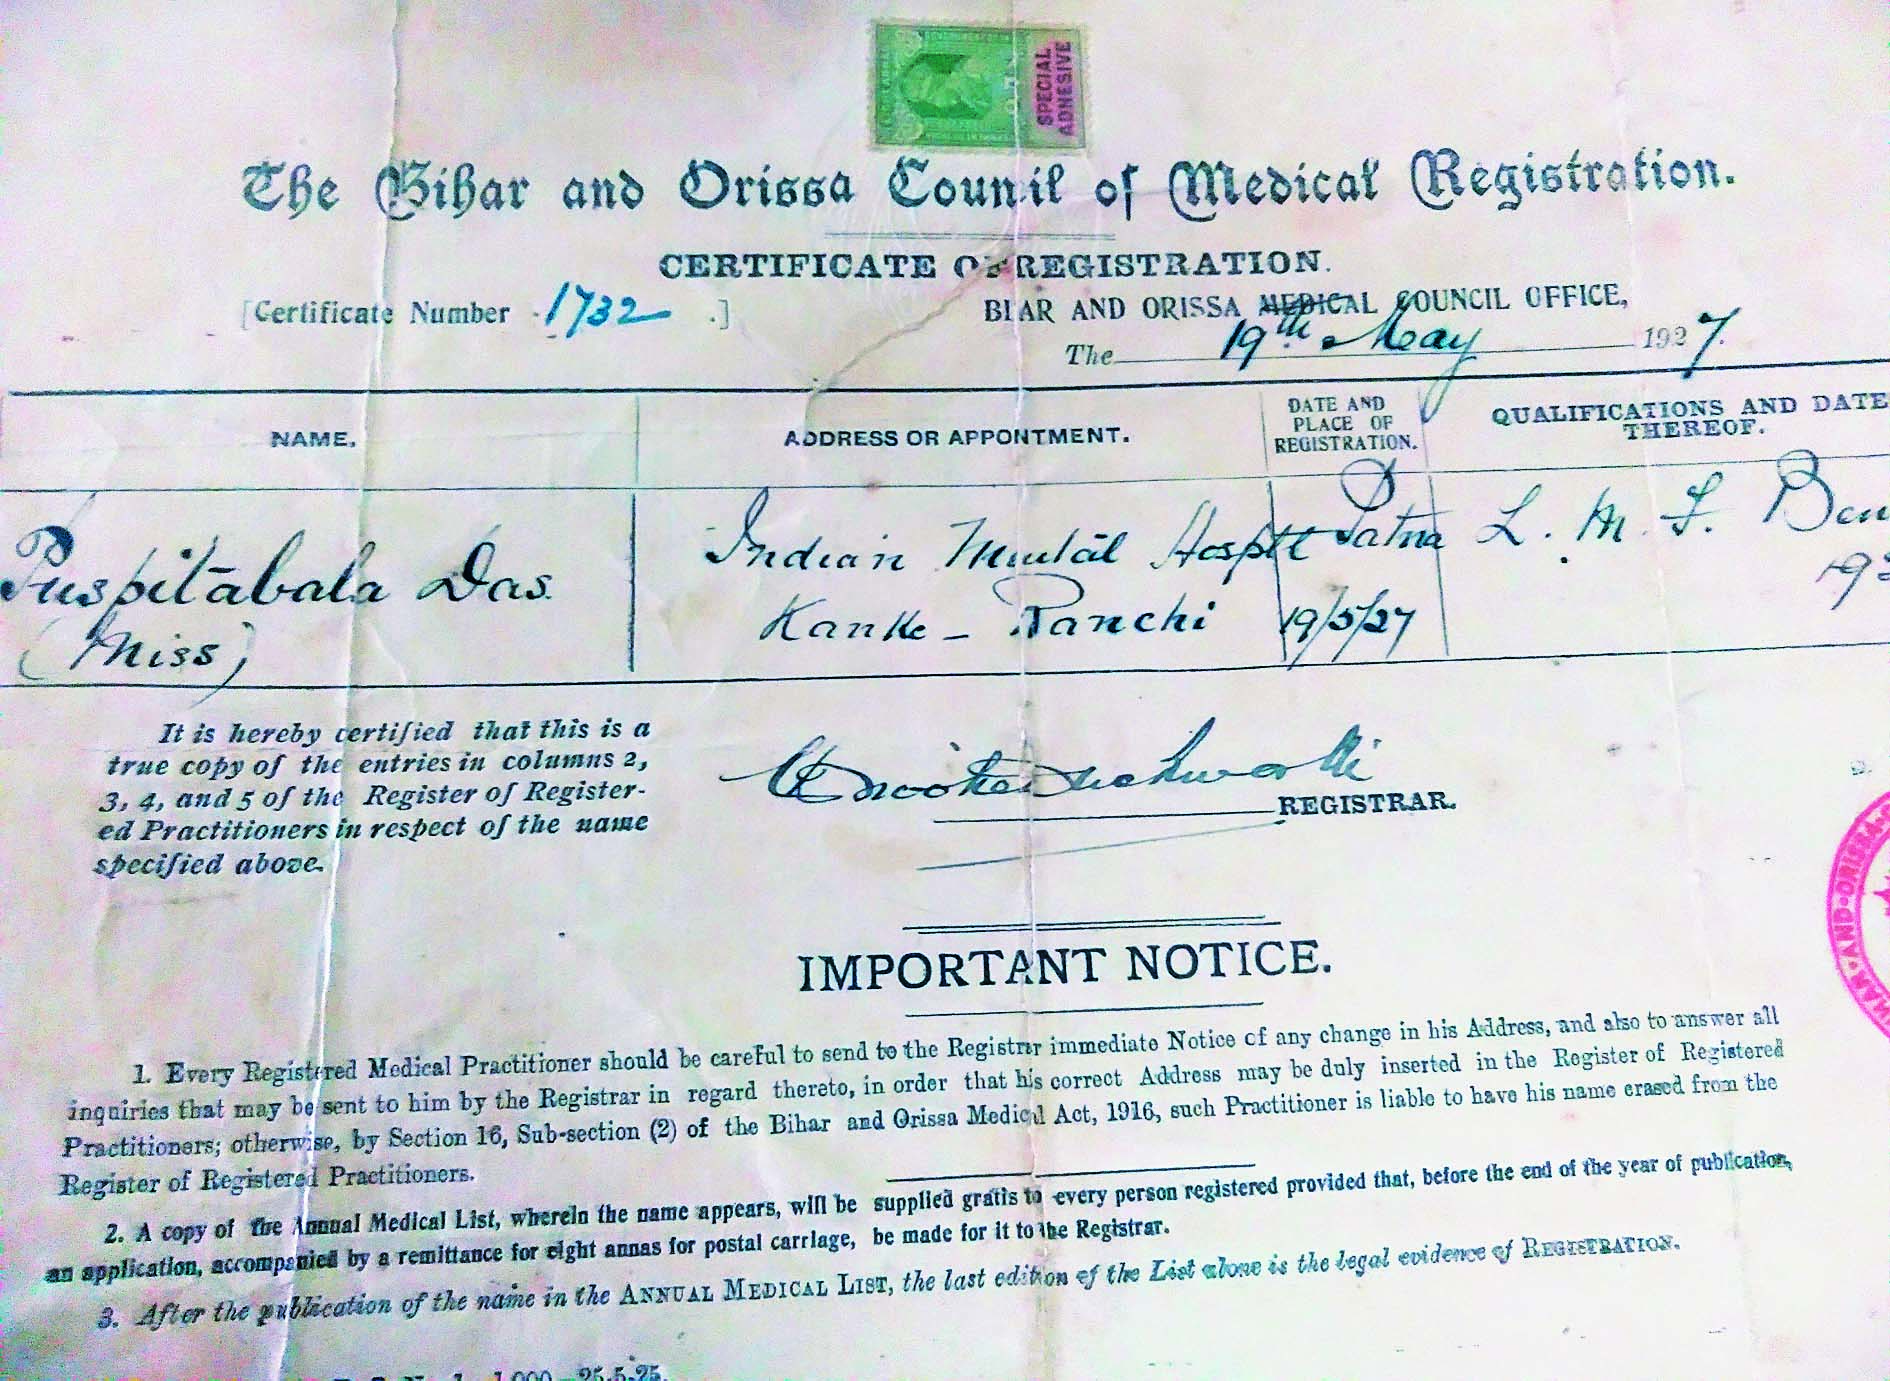 SPECIAL
ADHESIVE
The Bihar and Orissa Council of Medical Registration.
CERTIFICATE OF REGISTRATION.
[Certificate Number 1732 .]
BIAR AND ORISSA MEDICAL COUNCIL OFFICE,
The 19th May 1927.
NAME.
ADDRESS OR APPONTMENT.
DATE AND
PLACE OF
REGISTRATION.
QUALIFICATIONS AND DATE
THEREOF.
Puspitabala Das
(Miss)
Indian Mental Hospital
Kanke - Ranchi
Patna
19/5/27
L. M. F. Ben
19
It is hereby certified that this is a
true copy of the entries in columns 2,
3, 4, and 5 of the Register of Register-
ed Practitioners in respect of the name
specified above.
REGISTRAR.
IMPORTANT NOTICE.
1. Every Registered Medical Practitioner should be careful to send to the Registrar immediate Notice of any change in his Address, and also to answer all
inquiries that may be sent to him by the Registrar in regard thereto, in order that his correct Address may be duly inserted in the Register of Registered
Practitioners; otherwise, by Section 16, Sub-section (2) of the Bihar and Orissa Medical Act, 1916, such Practitioner is liable to have his name erased from the
Register of Registered Practitioners.
2. A copy of the Annual Medical List, wherein the name appears, will be supplied gratis to every person registered provided that, before the end of the year of publication,
an application, accompanied by a remittance for eight annas for postal carriage, be made for it to the Registrar.
3. After the publication of the name in the ANNUAL MEDICAL LIST, the last edition of the List alone is the legal evidence of REGISTRATION.
1,000—25.5.25.